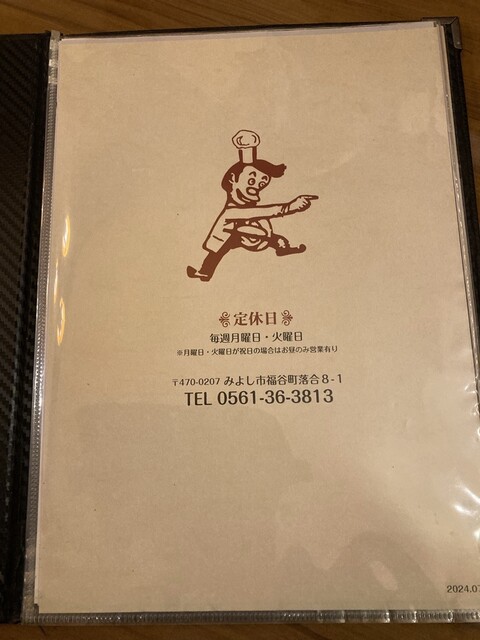 定休日
毎週月曜日・火曜日
※月曜日・火曜日が祝日の場合はお昼のみ営業有り
〒470-0207 みよし市福谷町落合8-1
TEL 0561-36-3813
2024.07